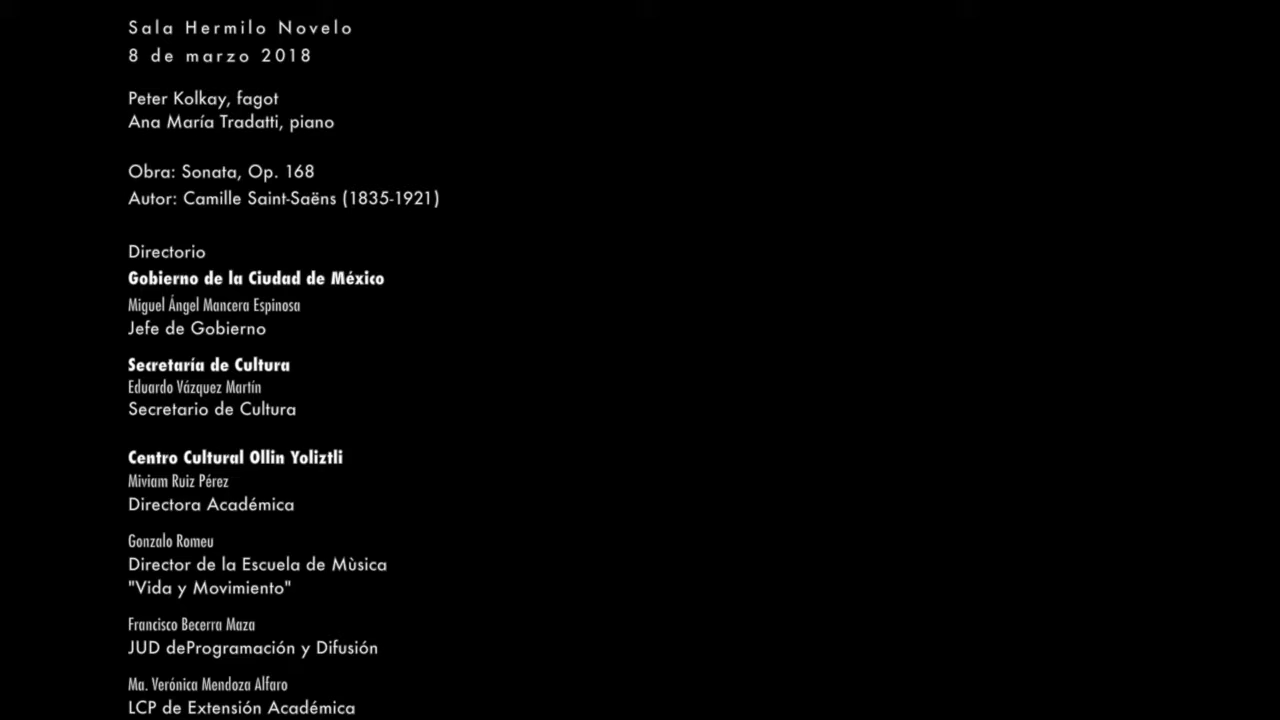 Sala Hermilo Novelo
8 de marzo 2018
Peter Kolkay, fagot
Ana María Tradatti, piano
Obra: Sonata, Op. 168
Autor: Camille Saint-Saëns (1835-1921)
Directorio
Gobierno de la Ciudad de México
Miguel Ángel Mancera Espinosa
Jefe de Gobierno
Secretaría de Cultura
Eduardo Vázquez Martín
Secretario de Cultura
Centro Cultural Ollin Yoliztli
Miviam Ruiz Pérez
Directora Académica
Gonzalo Romeu
Director de la Escuela de Mùsica
"Vida y Movimiento"
Francisco Becerra Maza
JUD deProgramación y Difusión
Ma. Verónica Mendoza Alfaro
LCP de Extensión Académica